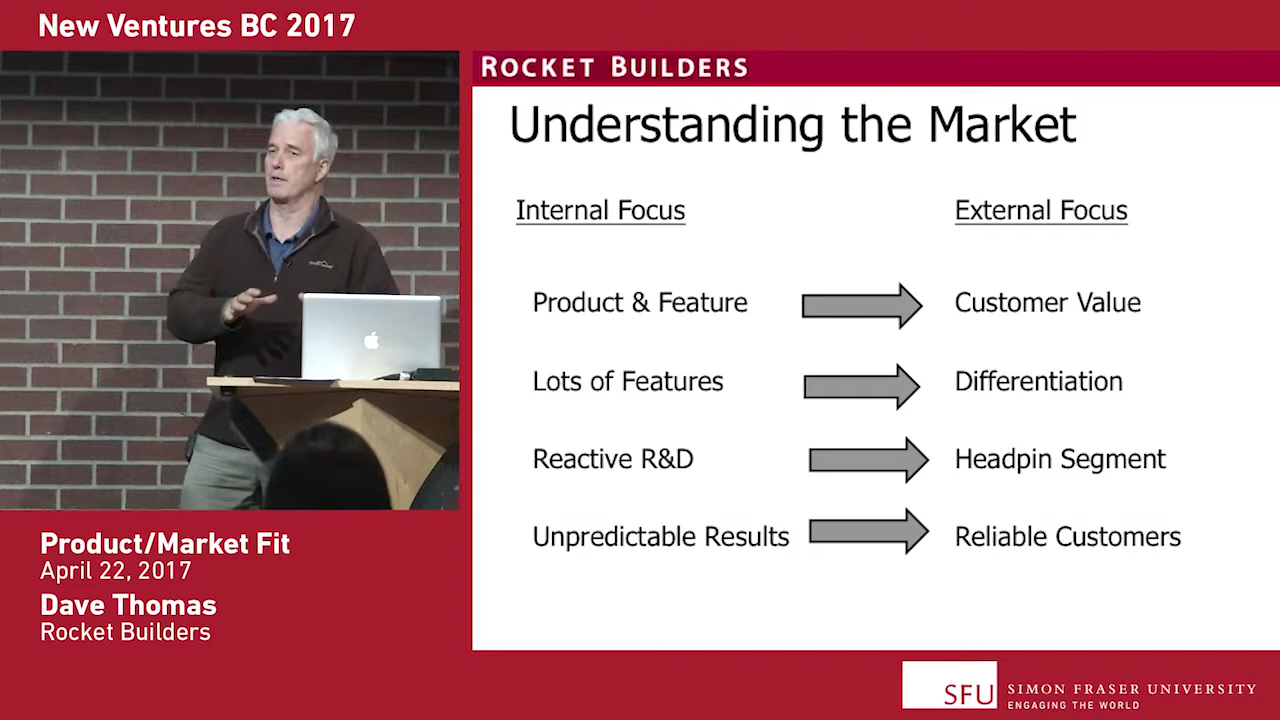 New Ventures BC 2017
ROCKET BUILDERS
Understanding the Market
Internal Focus
External Focus
Product & Feature
Customer Value
Lots of Features
Differentiation
Reactive R&D
Headpin Segment
Unpredictable Results
Reliable Customers
Product/Market Fit
April 22, 2017
Dave Thomas
Rocket Builders
SFU
SIMON FRASER UNIVERSITY
ENGAGING THE WORLD